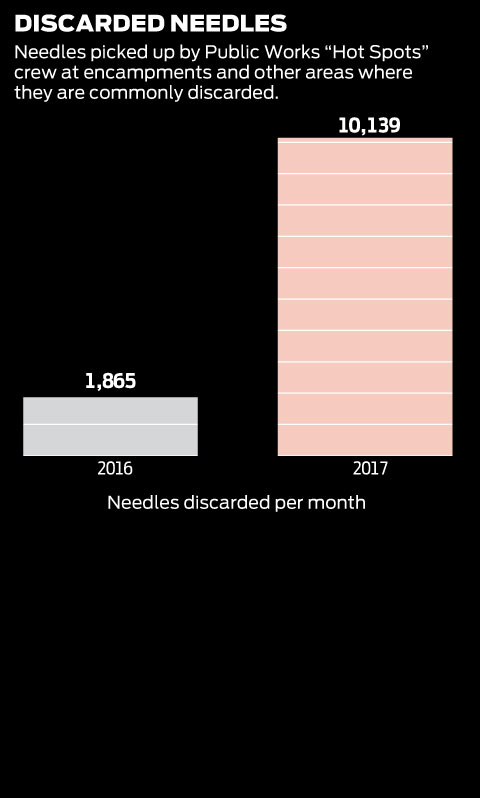 DISCARDED NEEDLES
Needles picked up by Public Works “Hot Spots”
crew at encampments and other areas where
they are commonly discarded.
10,139
1,865
2016
2017
Needles discarded per month